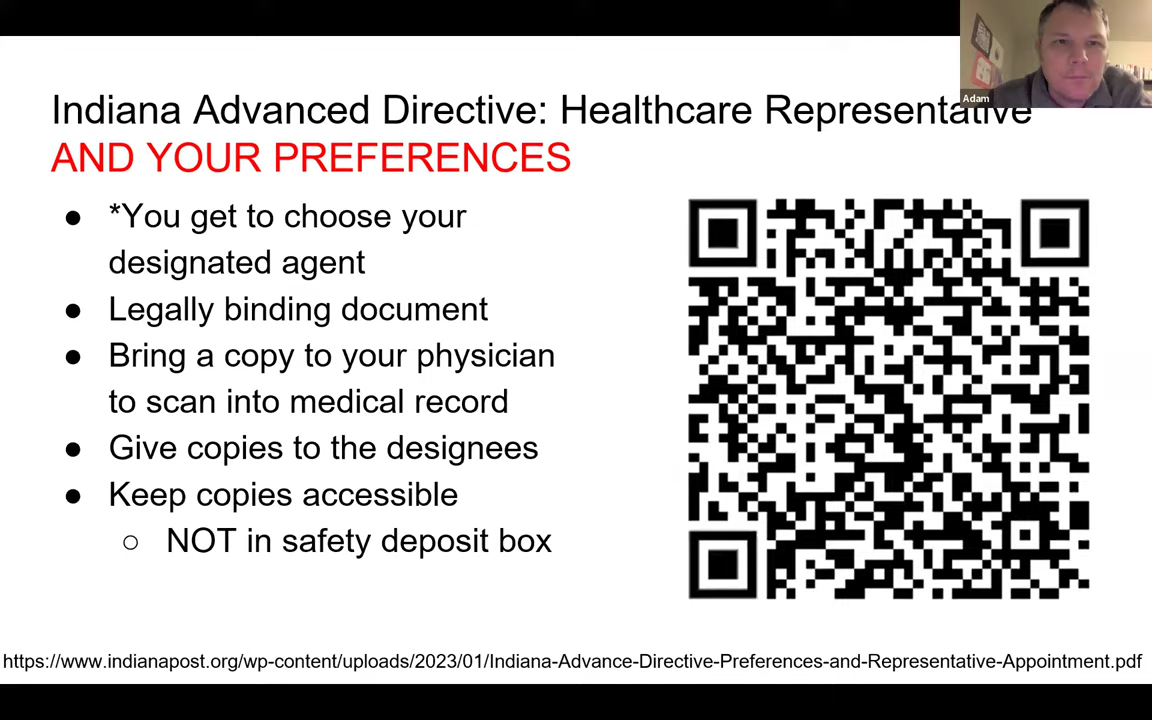 Indiana Advanced Directive: Healthcare Representative
AND YOUR PREFERENCES
● *You get to choose your
designated agent
● Legally binding document
● Bring a copy to your physician
to scan into medical record
● Give copies to the designees
● Keep copies accessible
○ NOT in safety deposit box
https://www.indianapost.org/wp-content/uploads/2023/01/Indiana-Advance-Directive-Preferences-and-Representative-Appointment.pdf
Adam